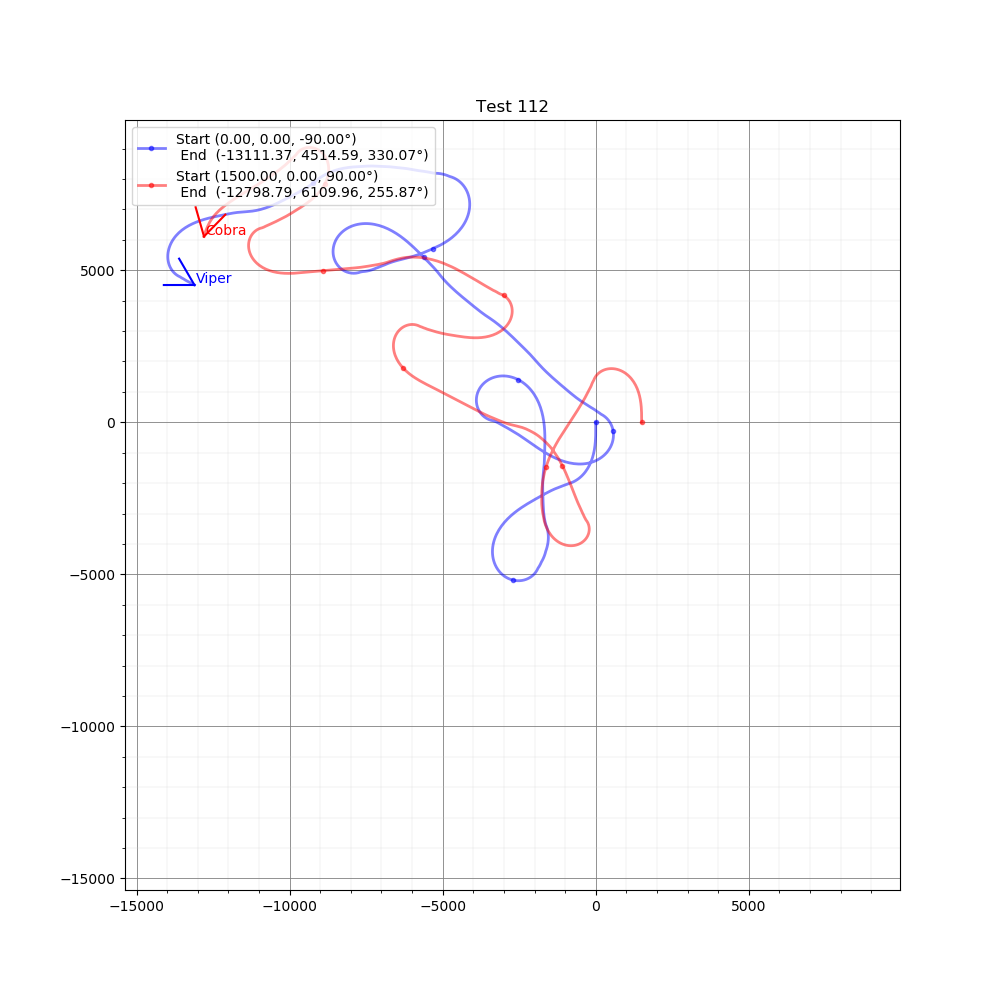 Test 112
Start (0.00, 0.00, -90.00°)
End (-13111.37, 4514.59, 330.07°)
Start (1500.00, 0.00, 90.00°)
End (-12798.79, 6109.96, 255.87°)
Cobra
Viper
5000
0
−5000
−10000
−15000
−15000
−10000
−5000
0
5000